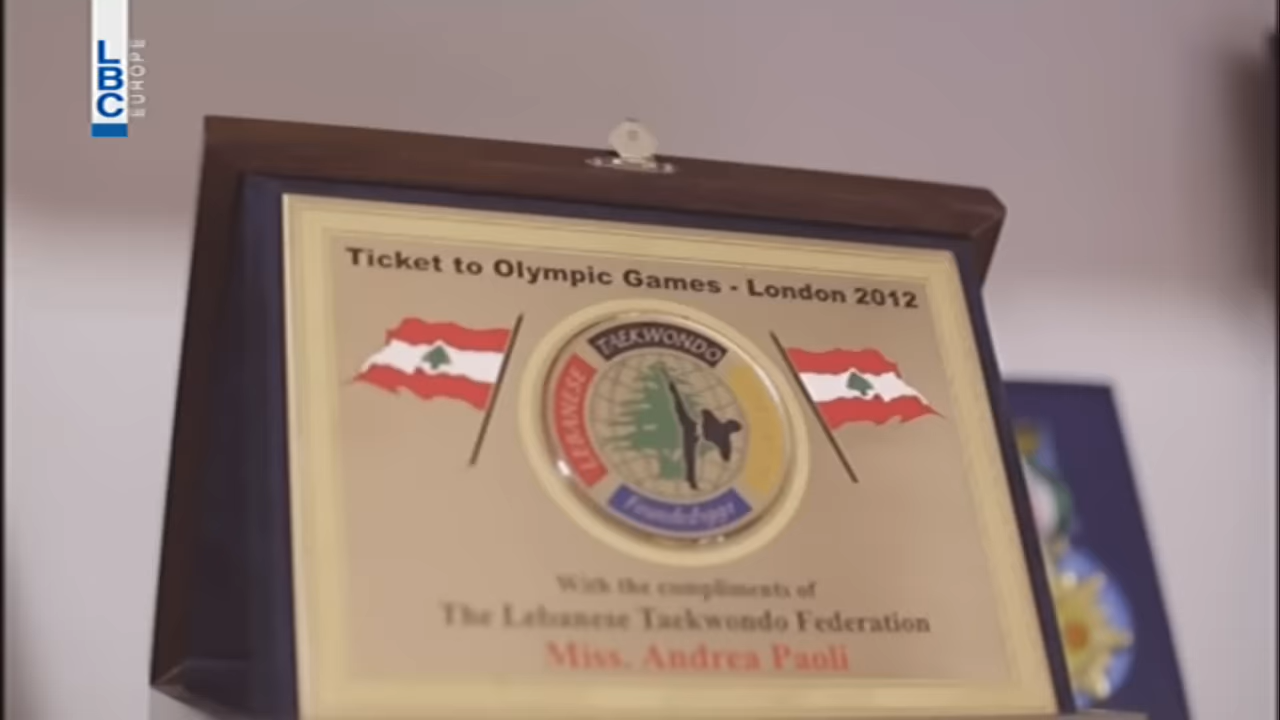 LBC
EUROPE
Ticket to Olympic Games - London 2012
TAEKWONDO
LEBANESE
With the compliments of
The Lebanese Taekwondo Federation
Miss. Andrea Paoli